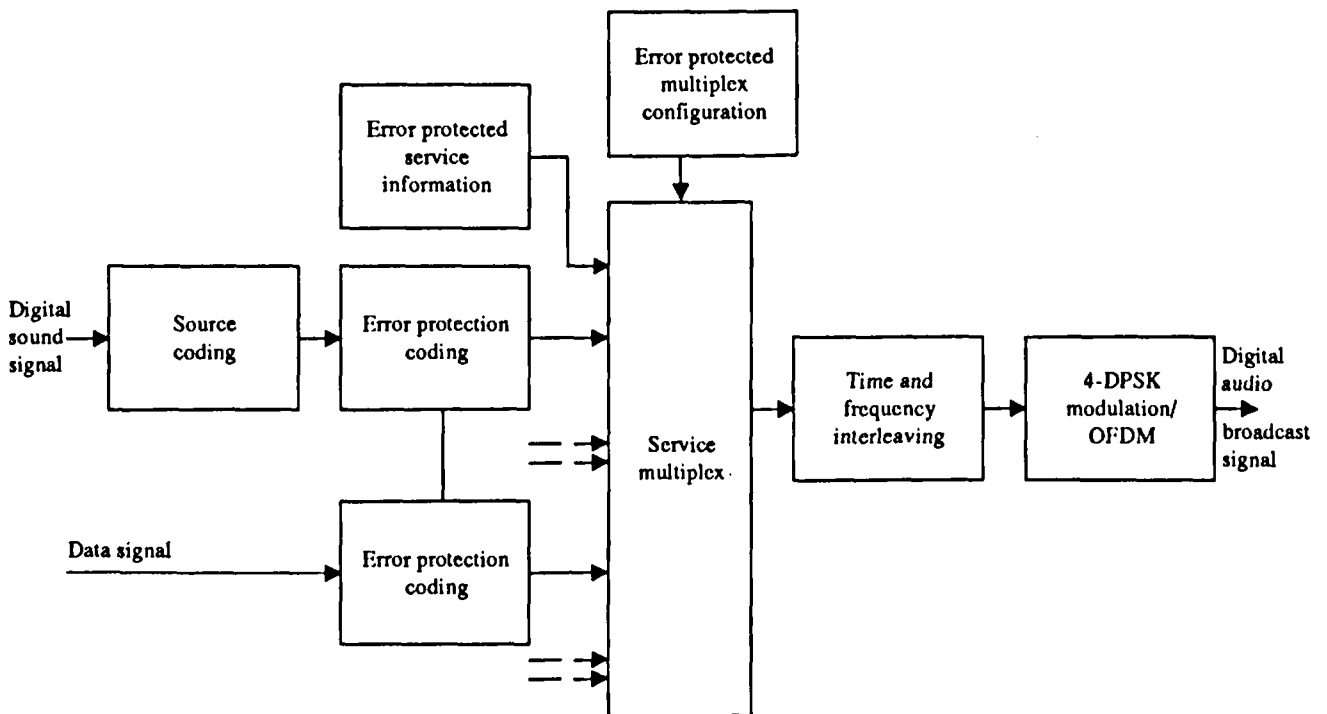 Error protected
multiplex
configuration
Error protected
service
information
Digital
sound
signal
Source
coding
Error protection
coding
Data signal
Error protection
coding
Service
multiplex
Time and
frequency
interleaving
4-DPSK
modulation/
OFDM
Digital
audio
broadcast
signal